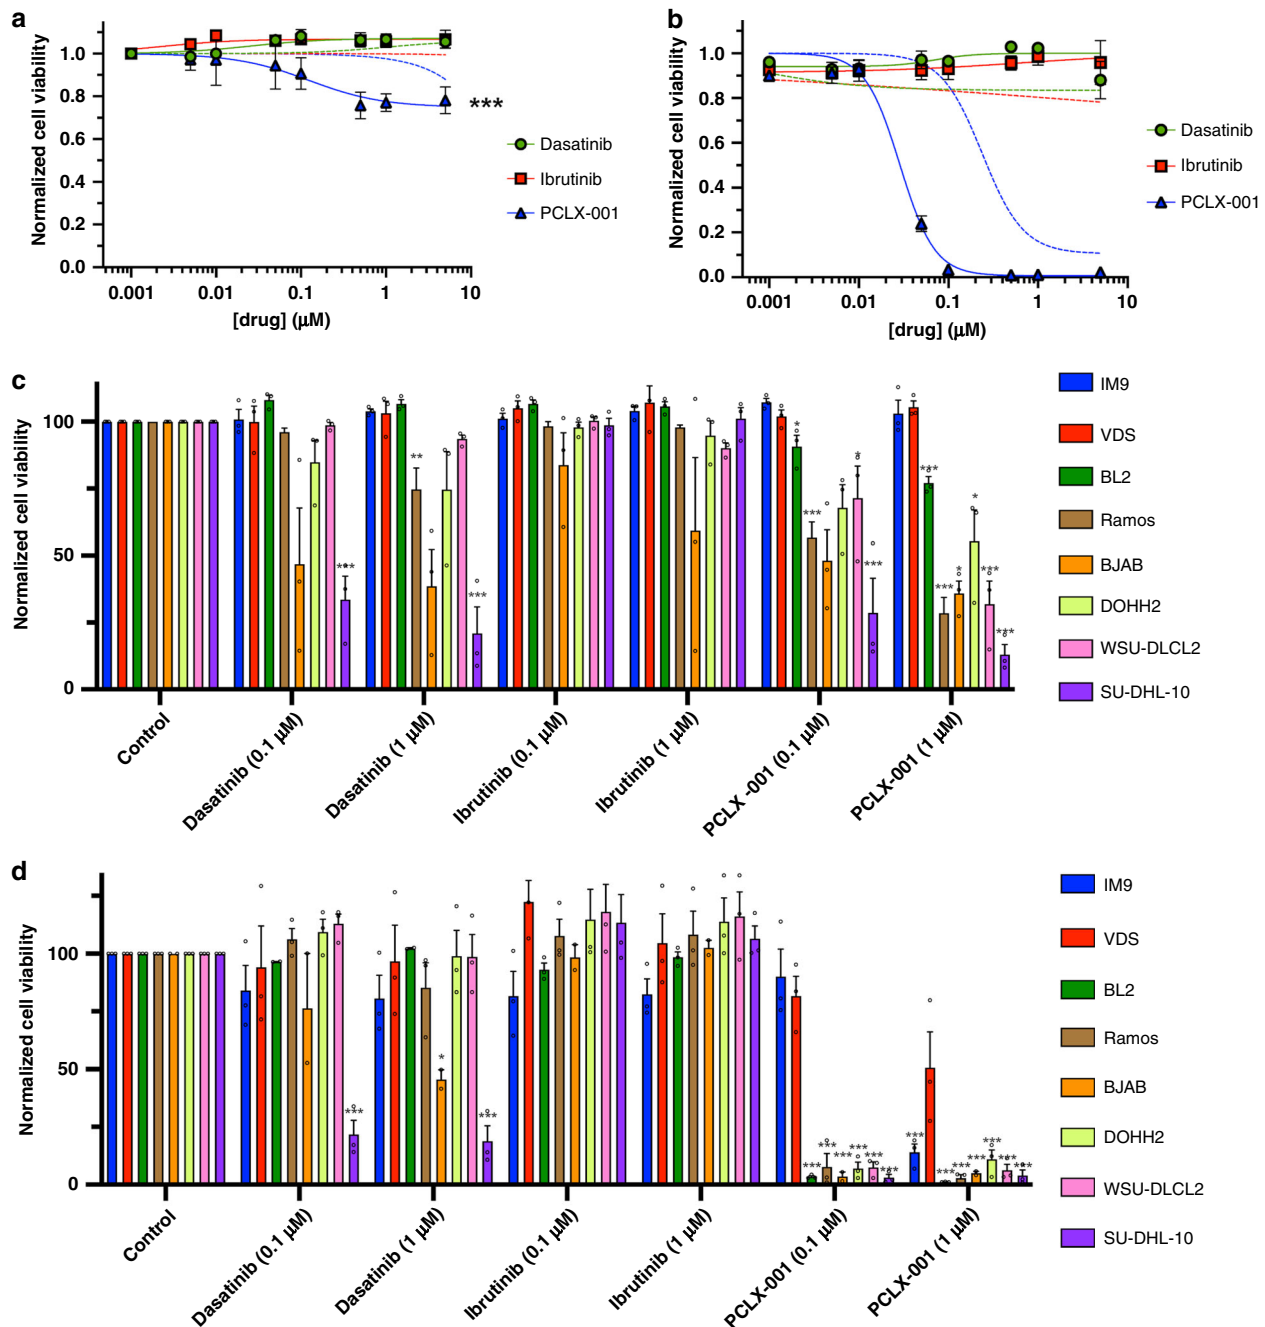 a
Normalized cell viability
1.0
0.8
0.6
0.4
0.2
0.0
0.001
0.01
0.1
1
10
[drug] (µM)
***
Dasatinib
Ibrutinib
PCLX-001
b
Normalized cell viability
1.0
0.8
0.6
0.4
0.2
0.0
0.001
0.01
0.1
1
10
[drug] (µM)
Dasatinib
Ibrutinib
PCLX-001
c
Normalized cell viability
100
50
0
***
**
***
***
*
*
***
***
***
*
*
***
***
Control
Dasatinib (0.1 µM)
Dasatinib (1 µM)
Ibrutinib (0.1 µM)
Ibrutinib (1 µM)
PCLX -001 (0.1 µM)
PCLX-001 (1 µM)
IM9
VDS
BL2
Ramos
BJAB
DOHH2
WSU-DLCL2
SU-DHL-10
d
Normalized cell viability
100
50
0
***
*
***
***
***
***
***
***
***
***
***
***
***
***
***
***
Control
Dasatinib (0.1 µM)
Dasatinib (1 µM)
Ibrutinib (0.1 µM)
Ibrutinib (1 µM)
PCLX-001 (0.1 µM)
PCLX-001 (1 µM)
IM9
VDS
BL2
Ramos
BJAB
DOHH2
WSU-DLCL2
SU-DHL-10